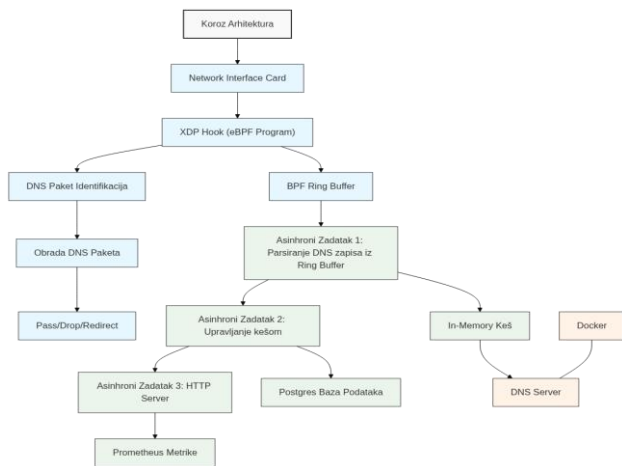 Koroz Arhitektura
Network Interface Card
XDP Hook (eBPF Program)
DNS Paket Identifikacija
BPF Ring Buffer
Asinhroni Zadatak 1:
Parsiranje DNS zapisa iz
Ring Buffer
Obrada DNS Paketa
Pass/Drop/Redirect
Asinhroni Zadatak 2:
Upravljanje kešom
In-Memory Keš
Docker
Asinhroni Zadatak 3: HTTP
Server
Postgres Baza Podataka
DNS Server
Prometheus Metrike